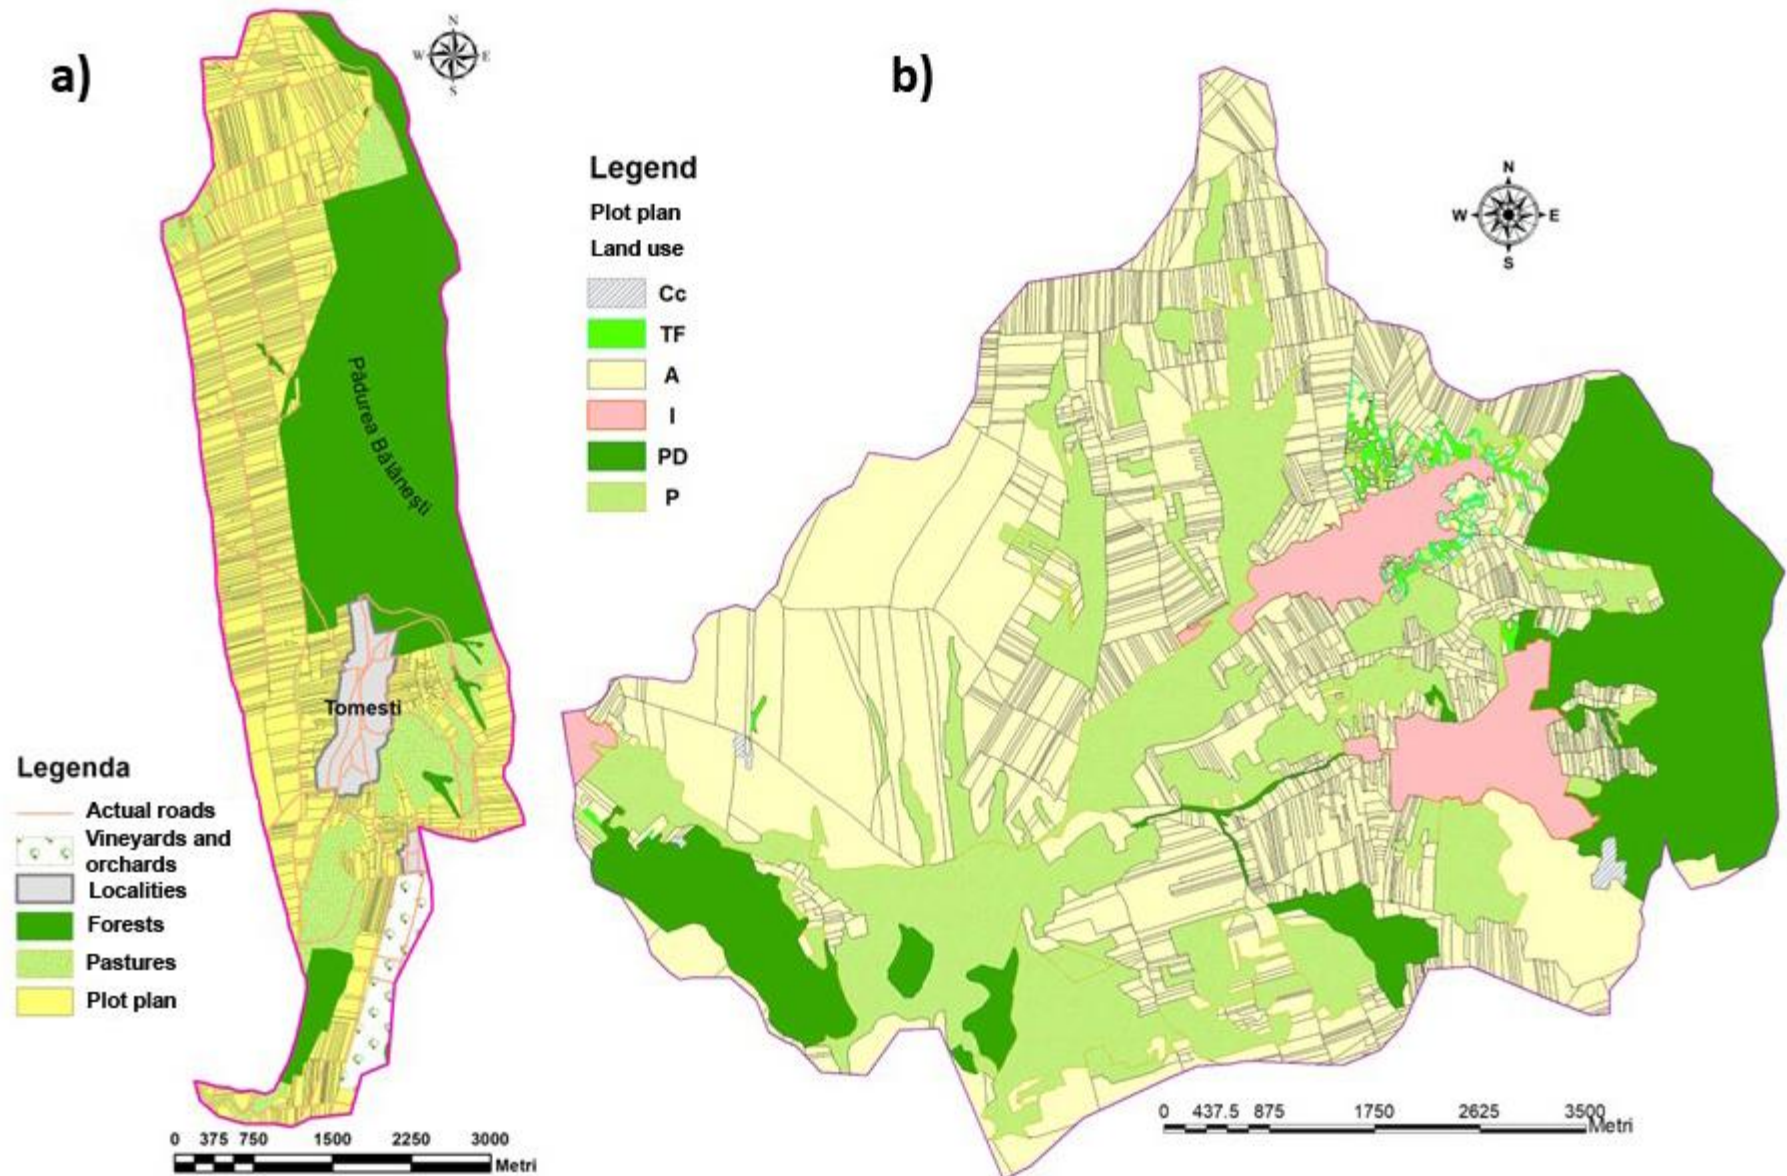 a)
N
W E
S
Pădurea Bălănești
Tomesti
Legenda
Actual roads
Vineyards and
orchards
Localities
Forests
Pastures
Plot plan
0 375 750 1500 2250 3000
Metri
b)
N
W E
S
Legend
Plot plan
Land use
Cc
TF
A
I
PD
P
0 437.5 875 1750 2625 3500
Metri